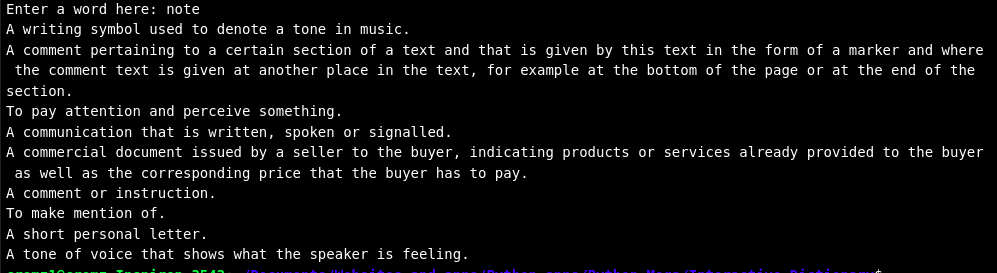 Enter a word here: note
A writing symbol used to denote a tone in music.
A comment pertaining to a certain section of a text and that is given by this text in the form of a marker and where
the comment text is given at another place in the text, for example at the bottom of the page or at the end of the
section.
To pay attention and perceive something.
A communication that is written, spoken or signalled.
A commercial document issued by a seller to the buyer, indicating products or services already provided to the buyer
as well as the corresponding price that the buyer has to pay.
A comment or instruction.
To make mention of.
A short personal letter.
A tone of voice that shows what the speaker is feeling.